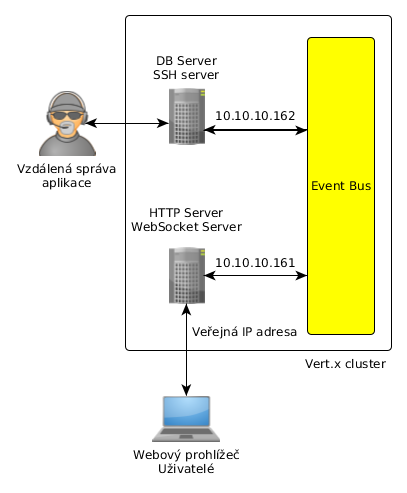 DB Server
SSH server
10.10.10.162
Vzdálená správa
aplikace
Event Bus
HTTP Server
WebSocket Server
10.10.10.161
Veřejná IP adresa
Vert.x cluster
Webový prohlížeč
Uživatelé